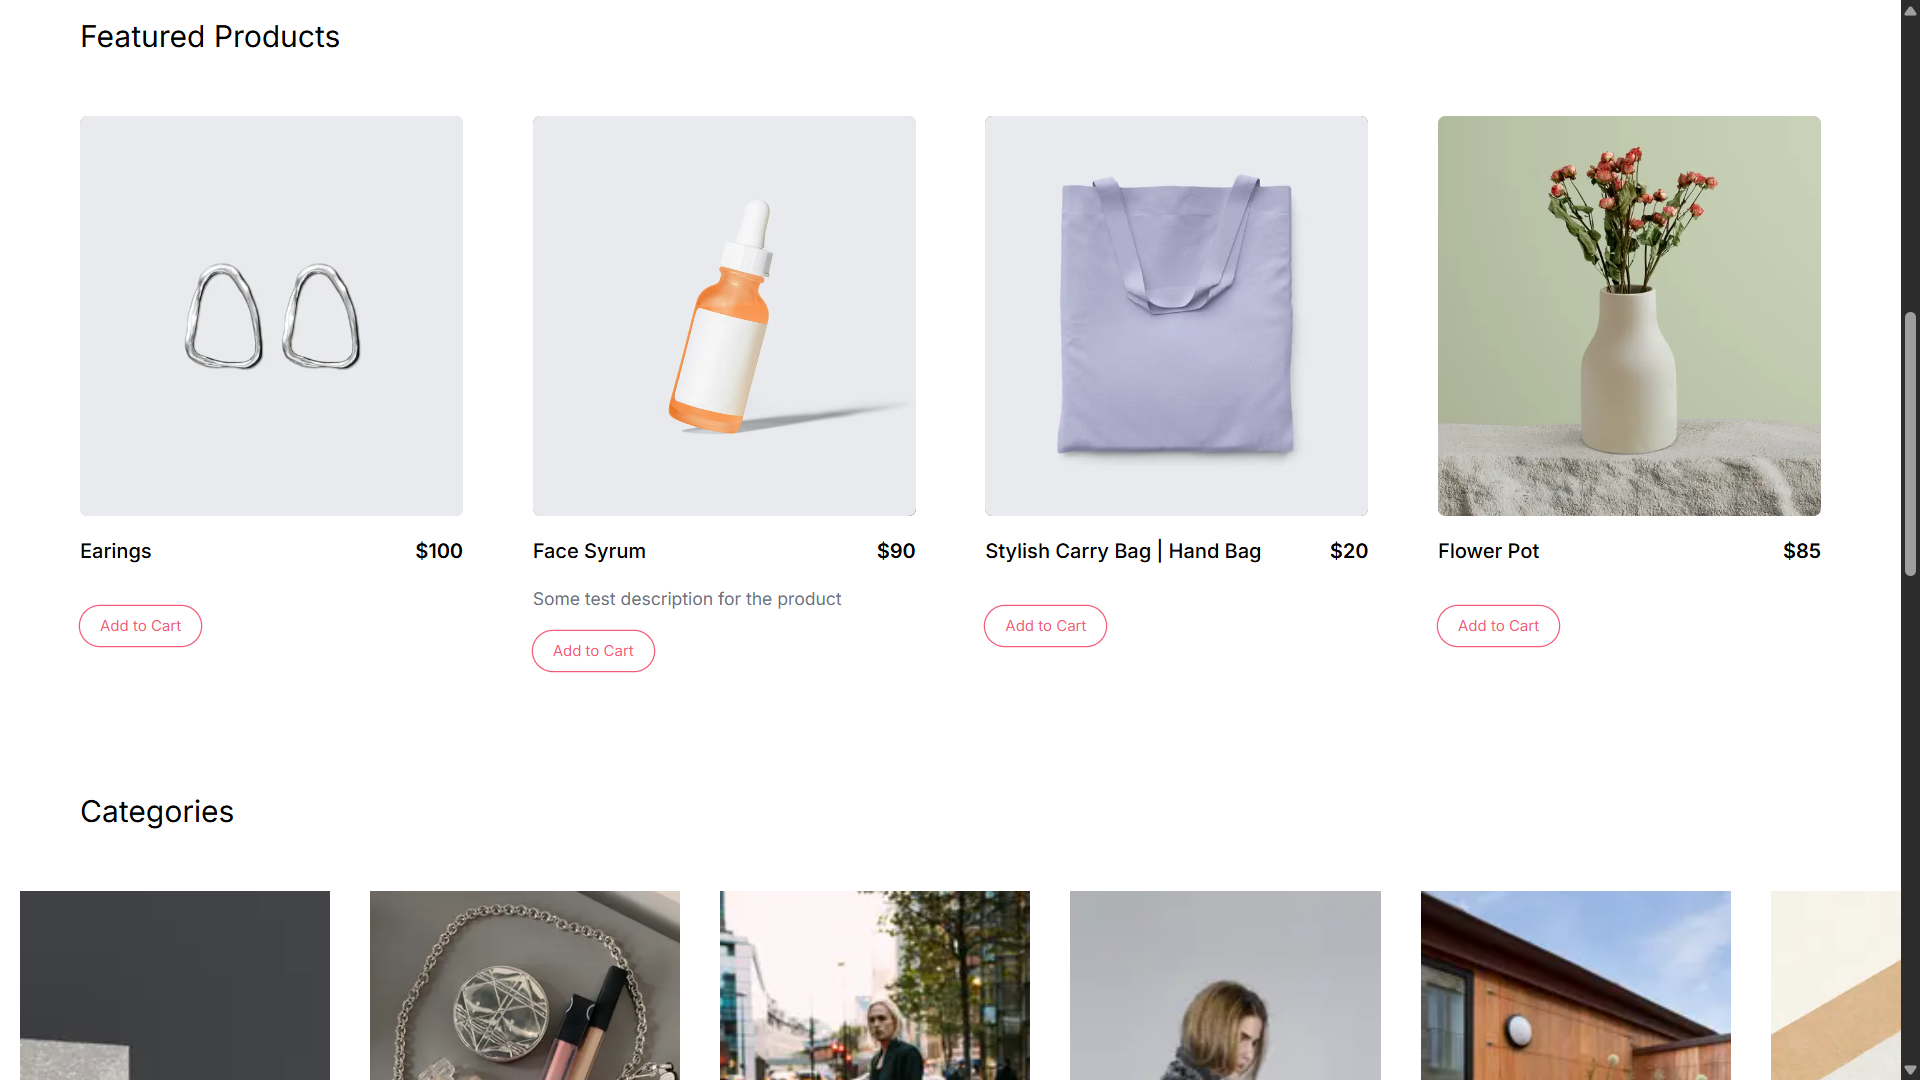 Featured Products
Earings $100
Face Syrum $90
Stylish Carry Bag | Hand Bag $20
Flower Pot $85
Some test description for the product
Add to Cart
Add to Cart
Add to Cart
Add to Cart
Categories